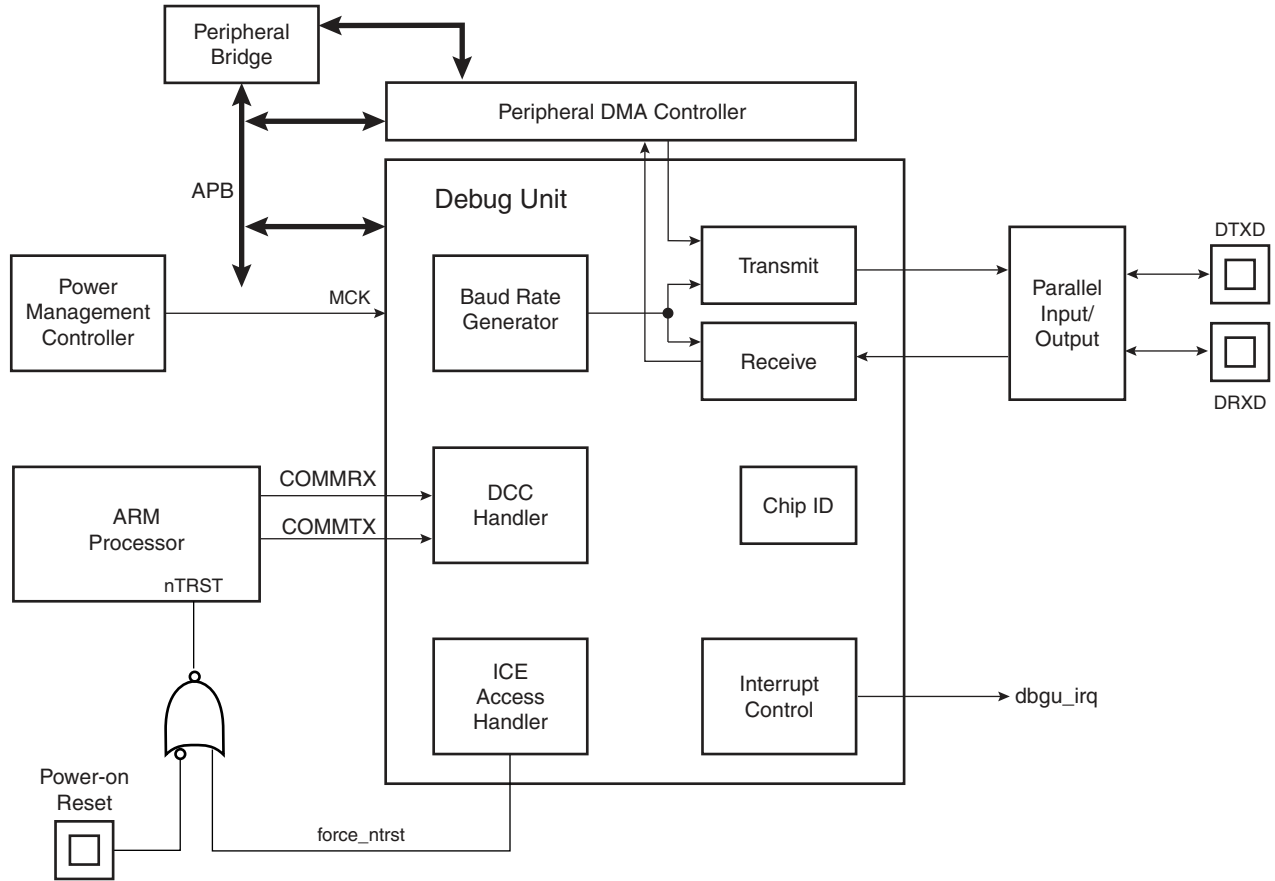 Peripheral
Bridge
Peripheral DMA Controller
APB
Debug Unit
Power
Management
Controller
MCK
Baud Rate
Generator
Transmit
Receive
Parallel
Input/
Output
DTXD
DRXD
ARM
Processor
nTRST
COMMRX
COMMTX
DCC
Handler
Chip ID
ICE
Access
Handler
Interrupt
Control
dbgu_irq
Power-on
Reset
force_ntrst